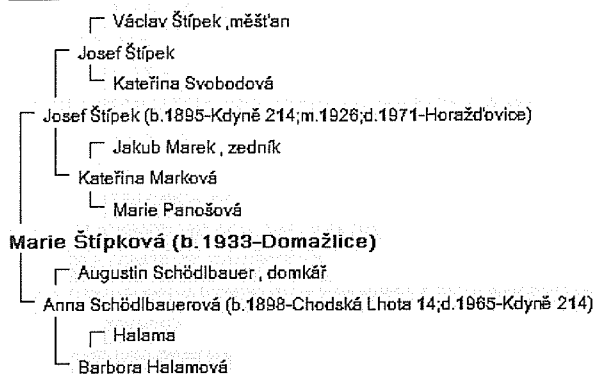 Václav Štípek ,měšťan
Josef Štípek
Kateřina Svobodová
Josef Štípek (b.1895-Kdyně 214;m.1926;d.1971-Horažďovice)
Jakub Marek , zedník
Kateřina Marková
Marie Panošová
Marie Štípková (b.1933-Domažlice)
Augustin Schödlbauer , domkář
Anna Schödlbauerová (b.1898-Chodská Lhota 14;d.1965-Kdyně 214)
Halama
Barbora Halamová